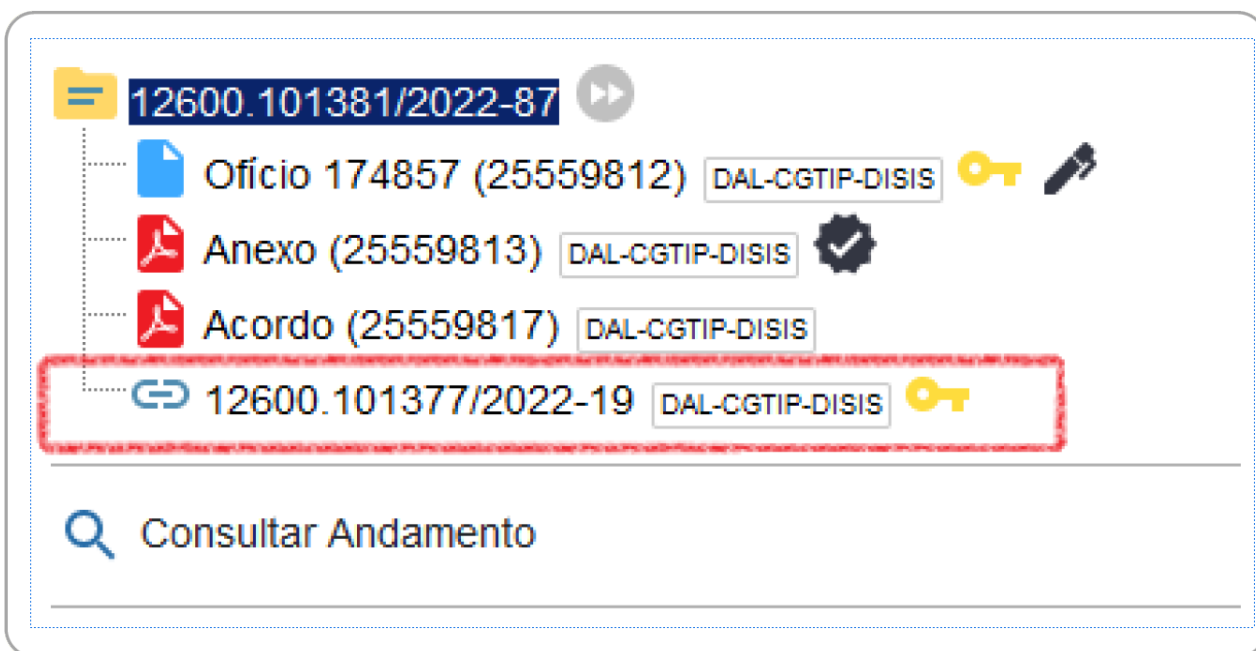 12600.101381/2022-87
Ofício 174857 (25559812) DAL-CGTIP-DISIS
Anexo (25559813) DAL-CGTIP-DISIS
Acordo (25559817) DAL-CGTIP-DISIS
12600.101377/2022-19 DAL-CGTIP-DISIS
Consultar Andamento